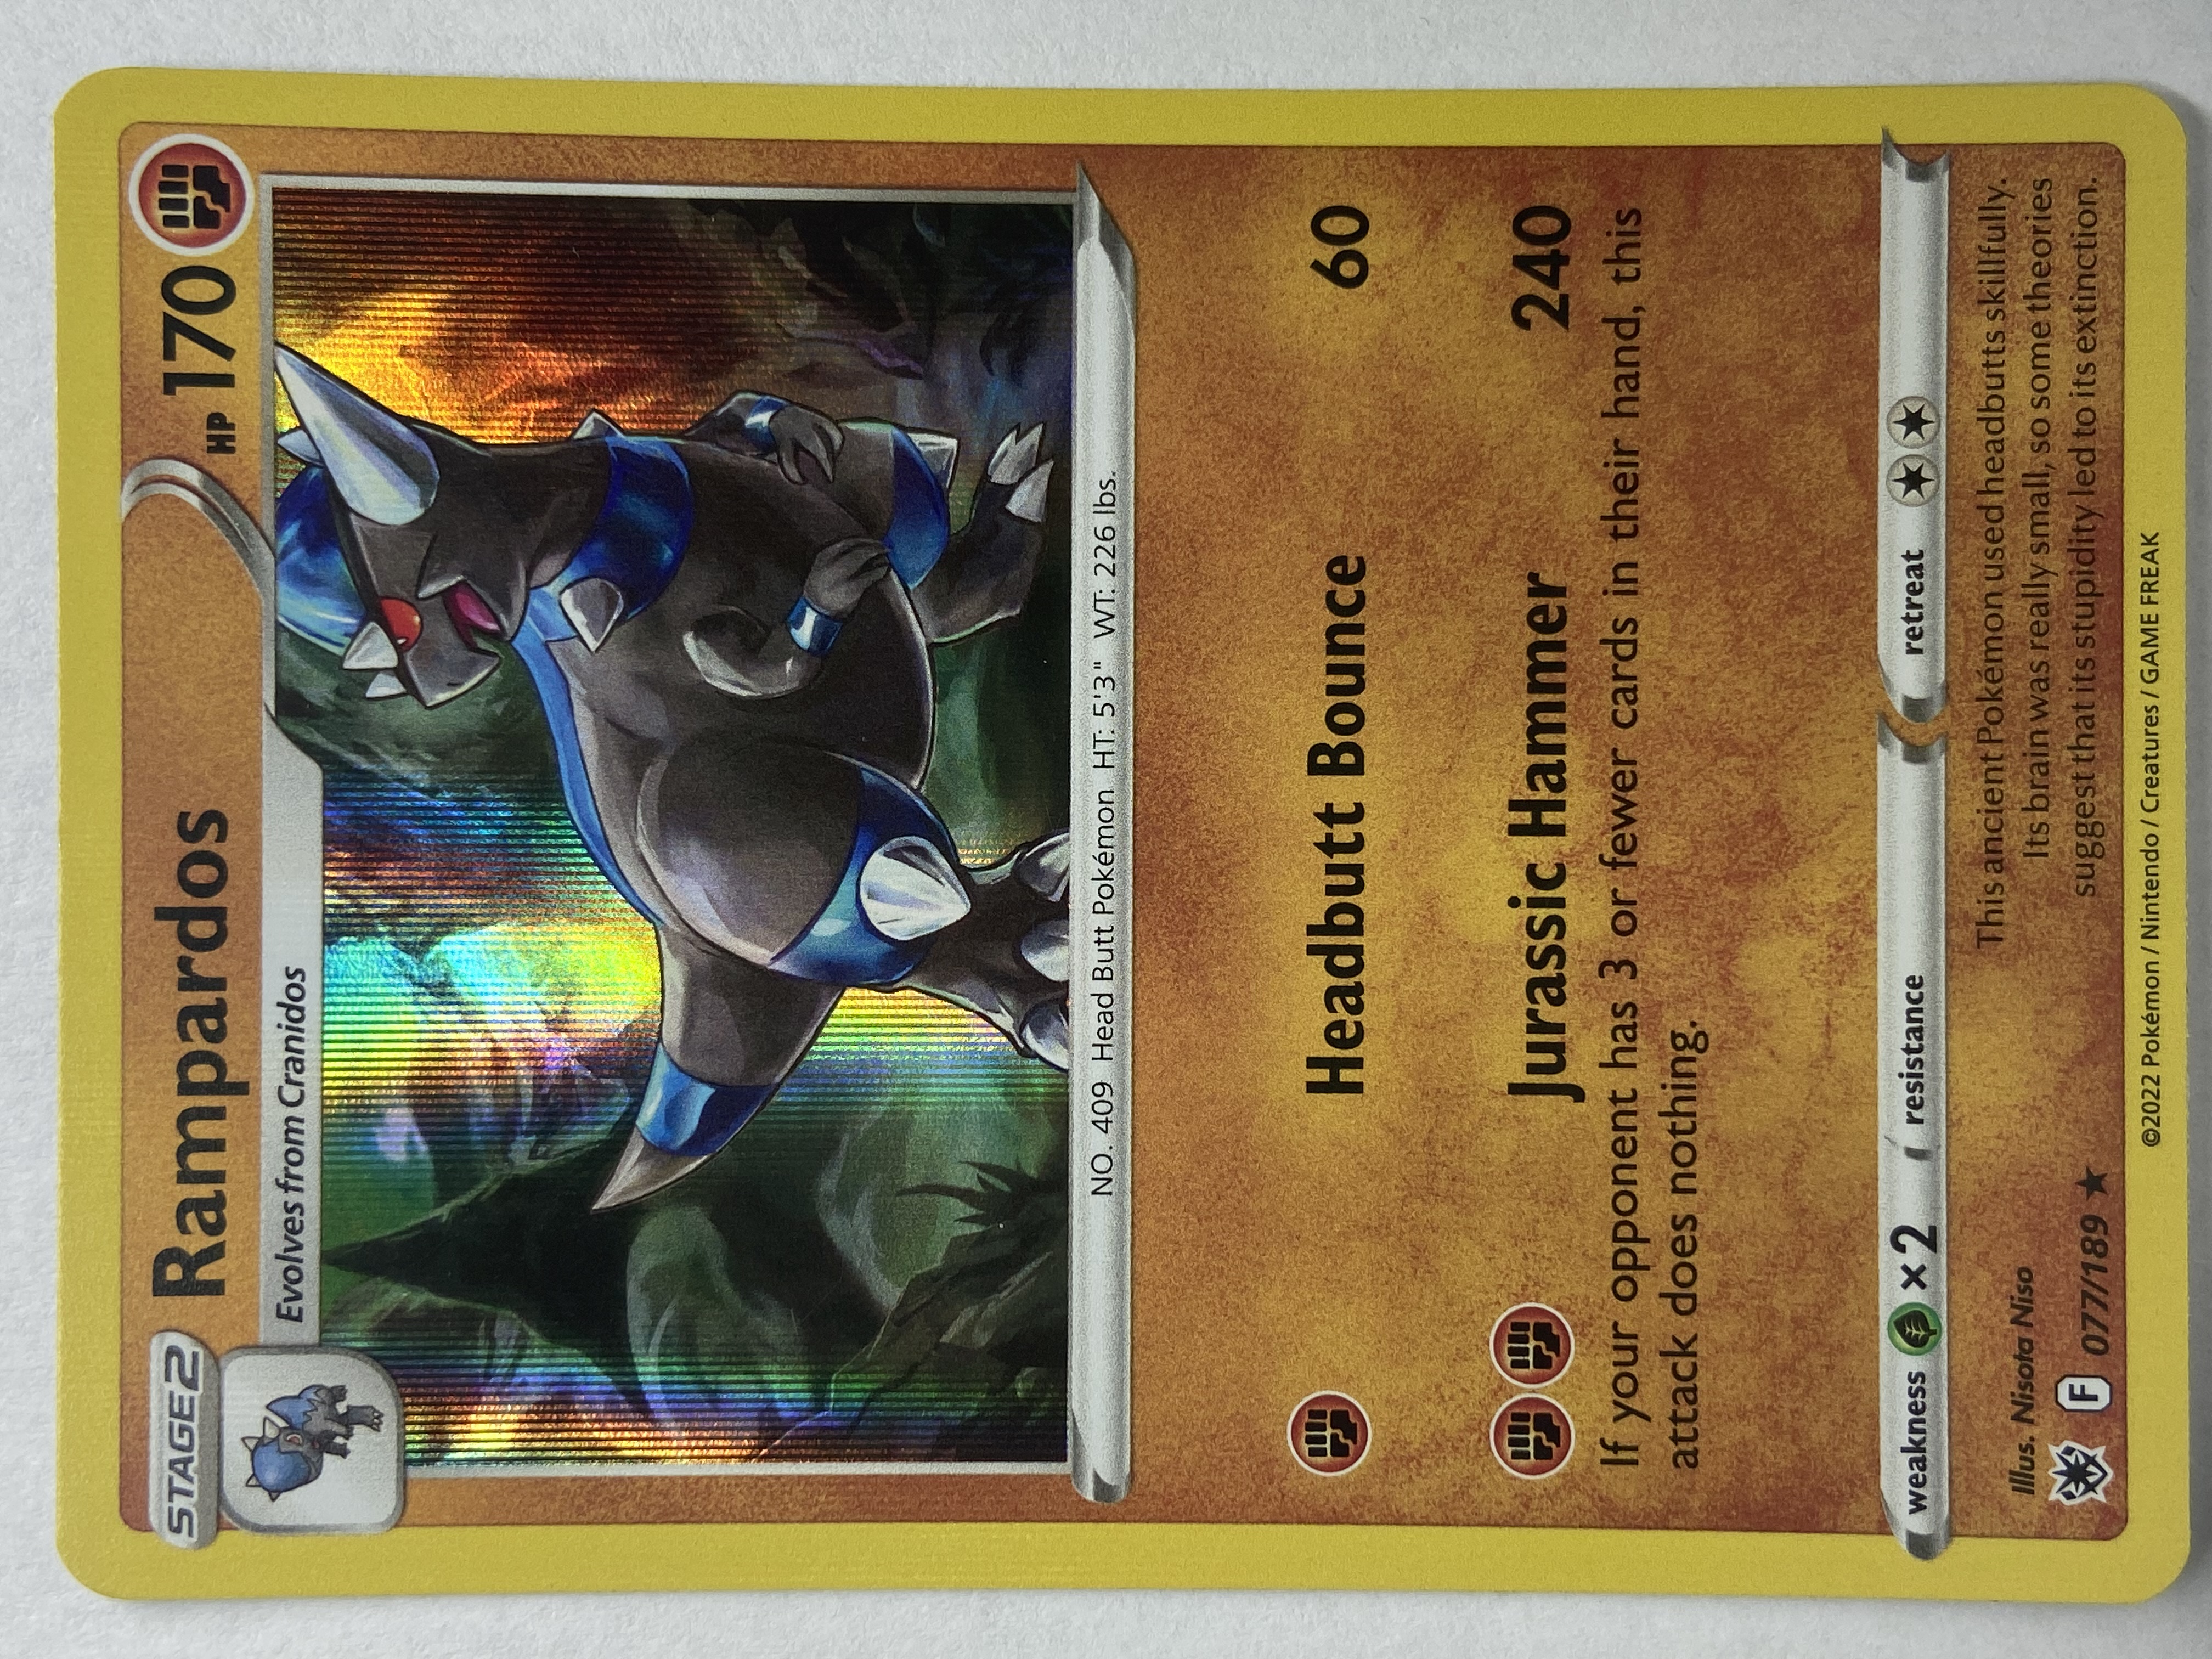 STAGE 2
Rampardos
HP 170
Evolves from Cranidos
NO. 409 Head Butt Pokémon HT: 5'3" WT: 226 lbs.
Headbutt Bounce 60
Jurassic Hammer 240
If your opponent has 3 or fewer cards in their hand, this
attack does nothing.
weakness ×2 resistance retreat
This ancient Pokémon used headbutts skillfully.
Its brain was really small, so some theories
suggest that its stupidity led to its extinction.
Illus. Nisota Niso
F 077/189 ★
©2022 Pokémon / Nintendo / Creatures / GAME FREAK